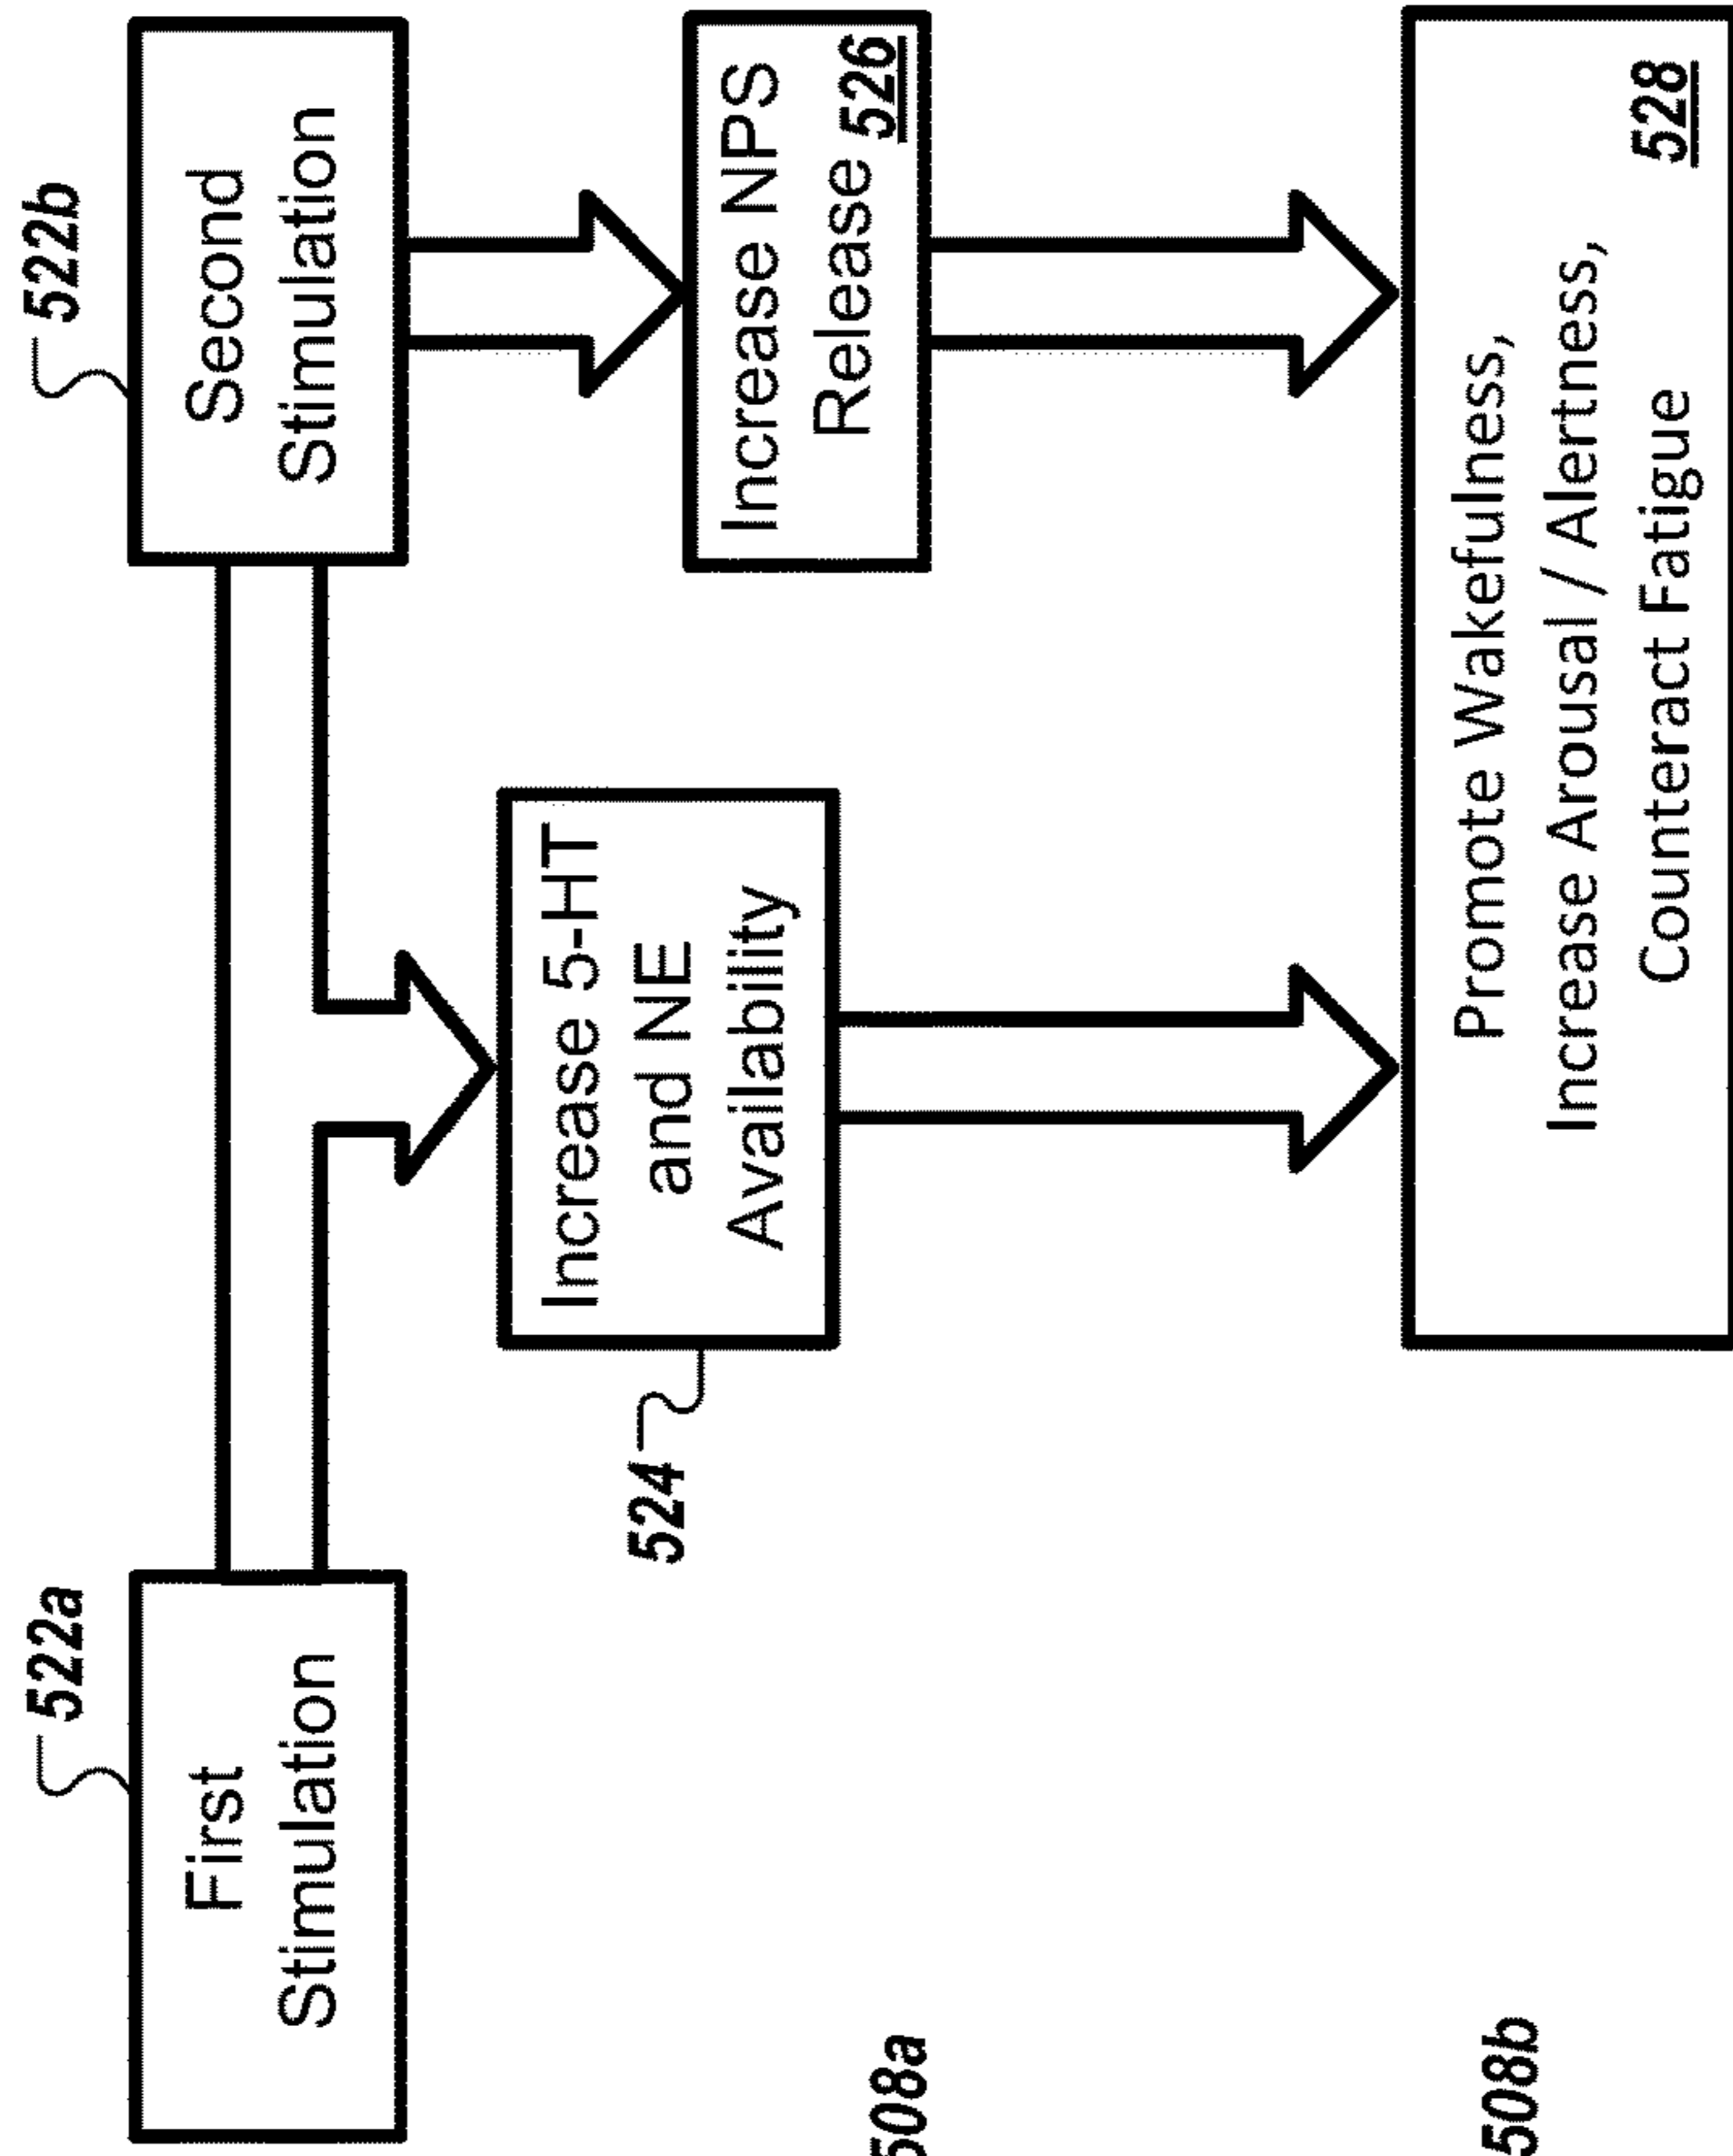 522a
522b
First
Stimulation
Second
Stimulation
Increase 5-HT
and NE
Availability
524
Increase NPS
Release 526
508a
Promote Wakefulness,
Increase Arousal / Alertness,
Counteract Fatigue
528
508b